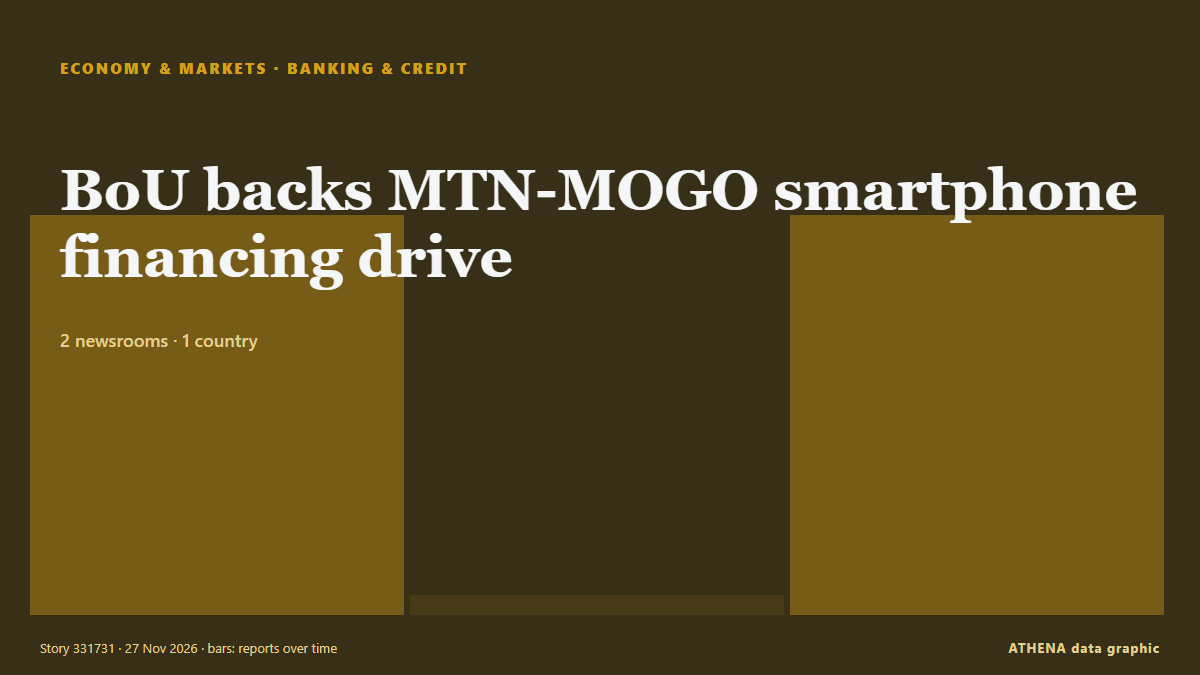 ECONOMY & MARKETS · BANKING & CREDIT
BoU backs MTN-MOGO smartphone
financing drive
2 newsrooms · 1 country
Story 331731 · 27 Nov 2026 · bars: reports over time
ATHENA data graphic